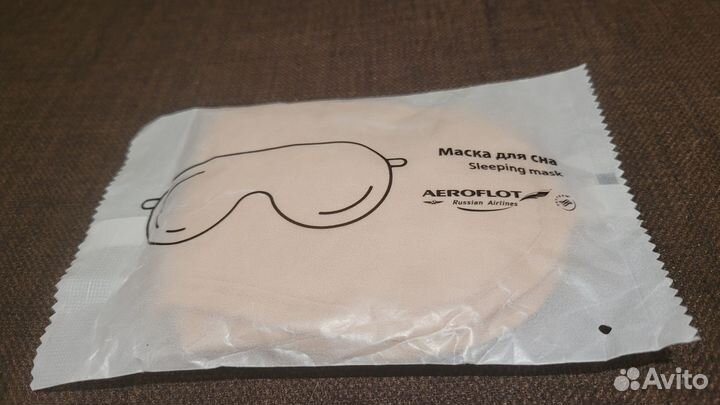 Маска для сна
Sleeping mask
AEROFLOT
Russian Airlines
Avito